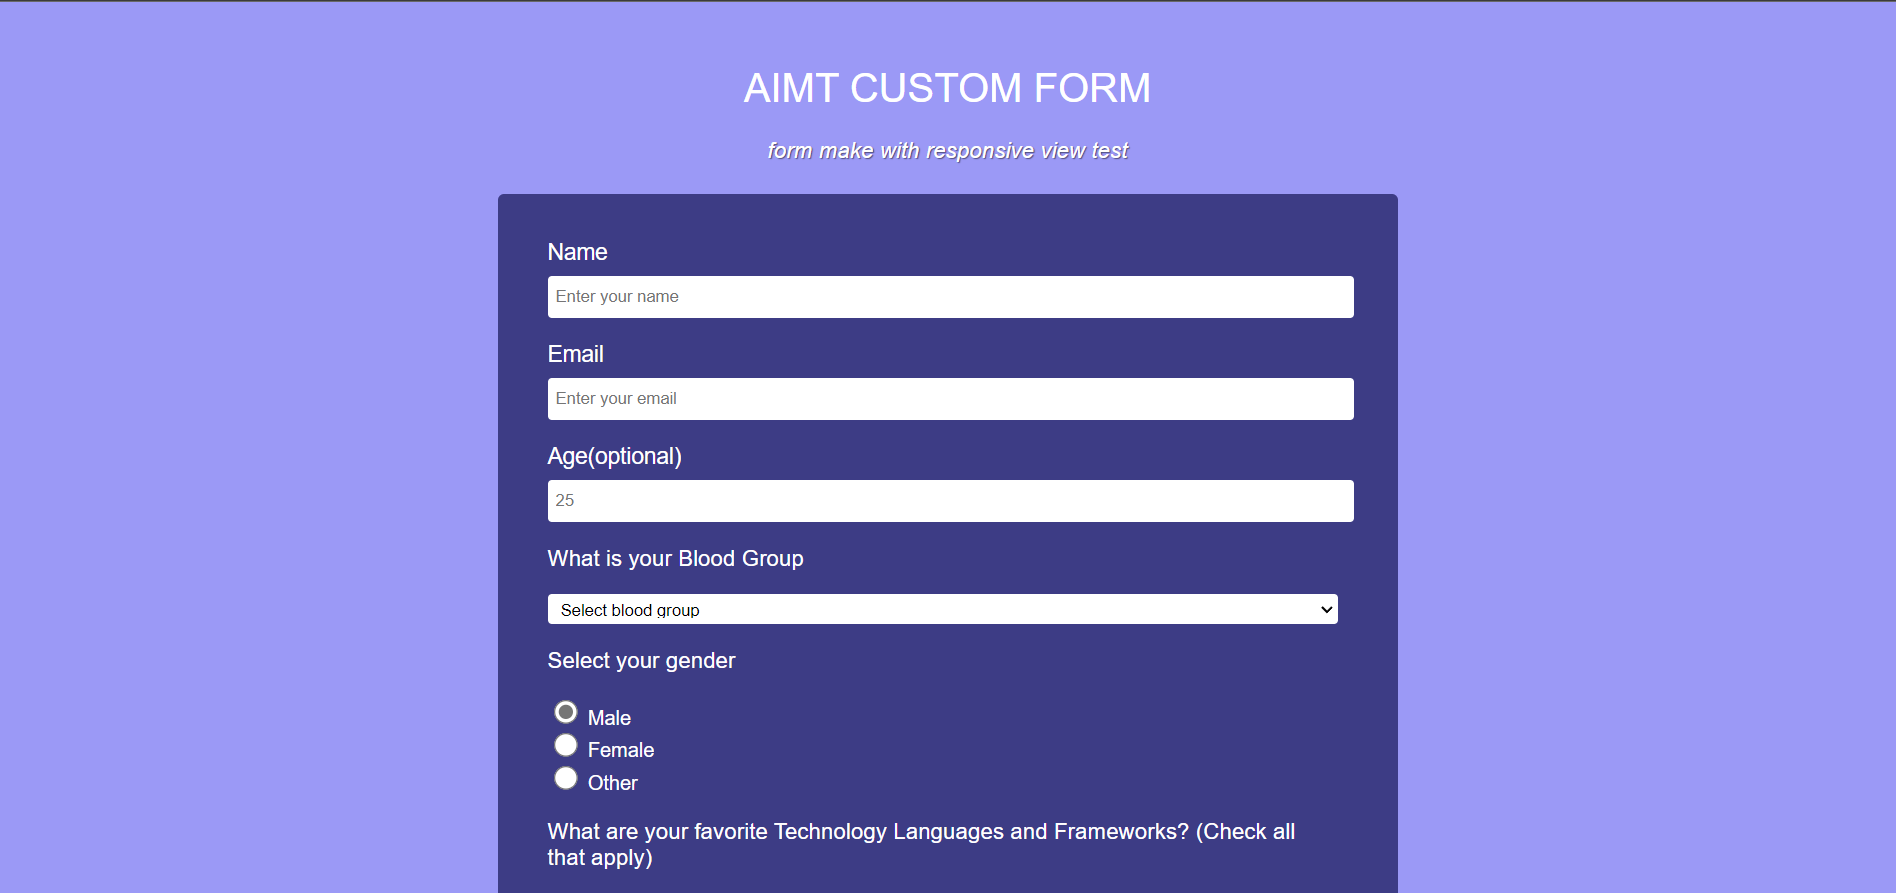 AIMT CUSTOM FORM
form make with responsive view test
Name
Enter your name
Email
Enter your email
Age(optional)
25
What is your Blood Group
Select blood group
Select your gender
Male
Female
Other
What are your favorite Technology Languages and Frameworks? (Check all
that apply)